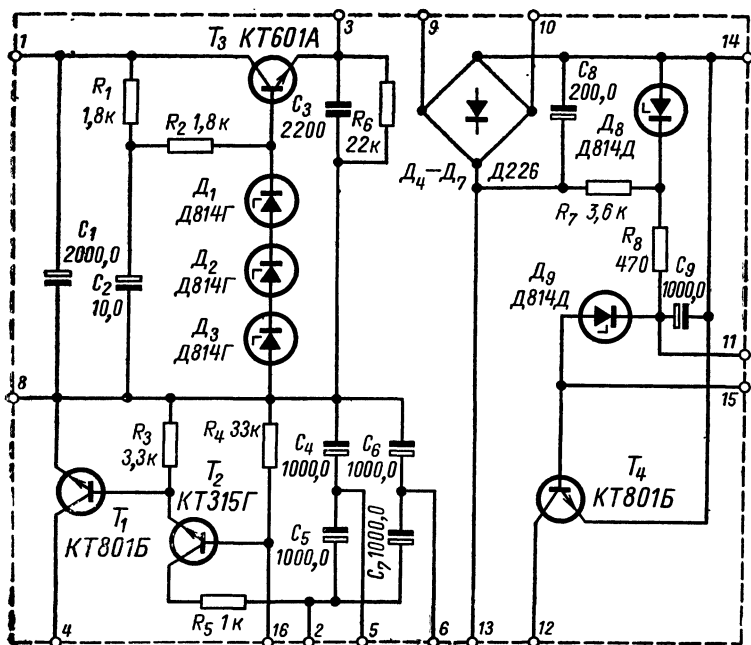 3
9
10
1
T₃ КТ601А
14
R₁
1,8к
R₂ 1,8к
C₃
2200
R₆
22к
C₈
200,0
Д₈
Д814Д
Д₄–Д₇ Д226
Д₁
Д814Г
R₇ 3,6к
C₁
2000,0
C₂
10,0
Д₂
Д814Г
R₈
470
C₉
1000,0
Д₉
Д814Д
Д₃
Д814Г
11
8
15
R₃
3,3к
R₄ 33к
C₄
1000,0
C₆
1000,0
T₂
КТ315Г
T₄
КТ801Б
T₁
КТ801Б
C₅
1000,0
C₇ 1000,0
R₅ 1к
4
16
2
5
6
13
12